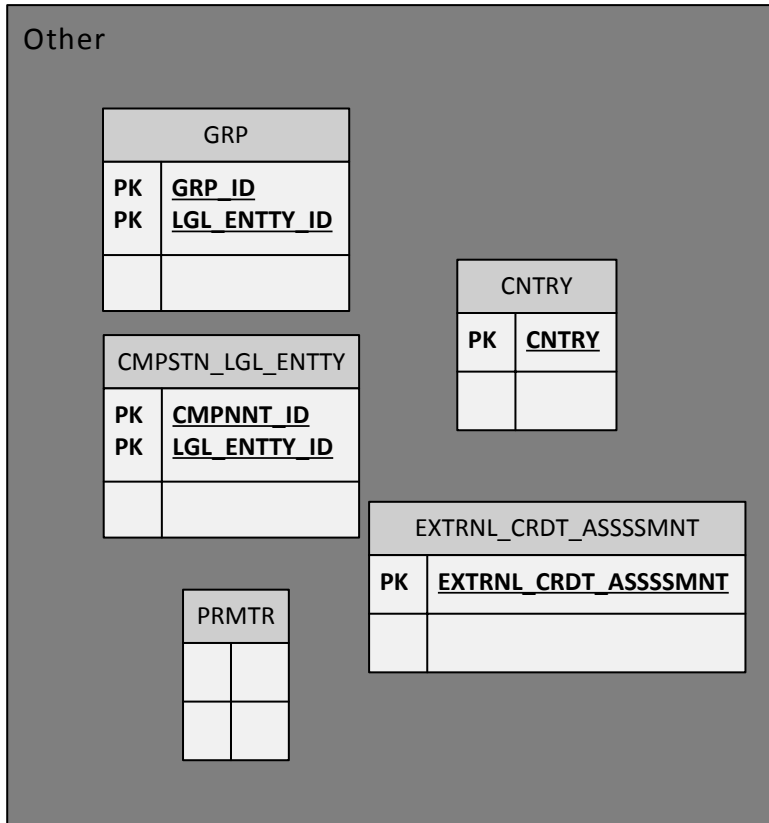 Other
GRP
PK GRP_ID
PK LGL_ENTTY_ID
CNTRY
PK CNTRY
CMPSTN_LGL_ENTTY
PK CMPNNT_ID
PK LGL_ENTTY_ID
EXTRNL_CRDT_ASSSSMNT
PK EXTRNL_CRDT_ASSSSMNT
PRMTR